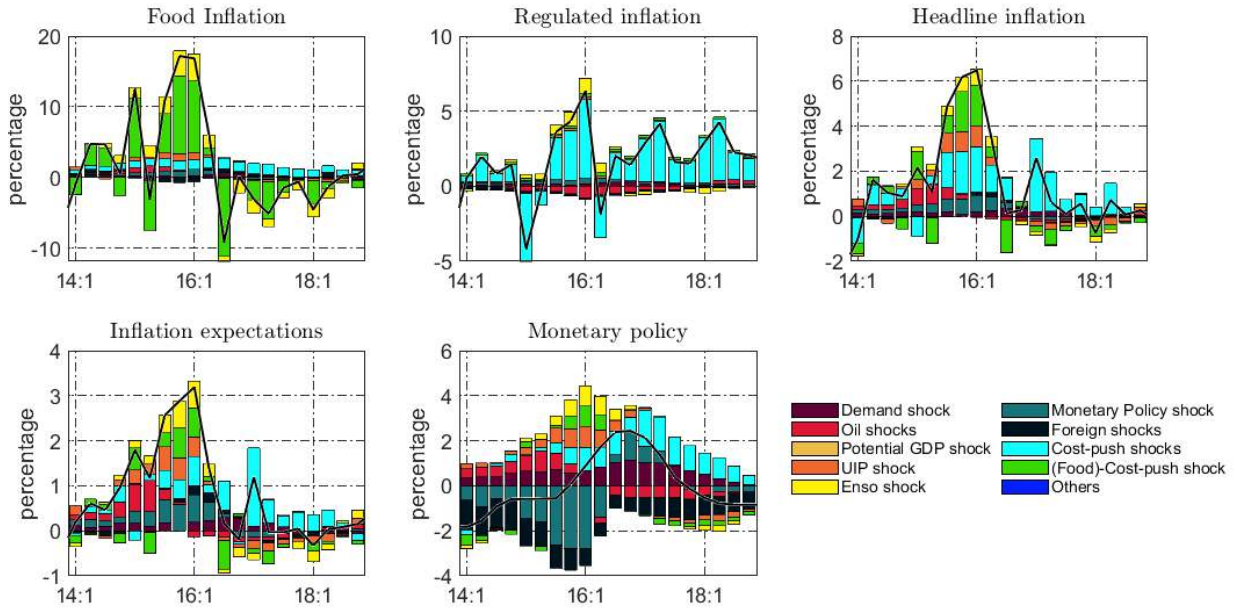 Food Inflation
percentage
20
10
0
-10
14:1 16:1 18:1
Regulated inflation
percentage
10
5
0
-5
14:1 16:1 18:1
Headline inflation
percentage
8
6
4
2
0
-2
14:1 16:1 18:1
Inflation expectations
percentage
4
3
2
1
0
-1
14:1 16:1 18:1
Monetary policy
percentage
6
4
2
0
-2
-4
14:1 16:1 18:1
Demand shock
Oil shocks
Potential GDP shock
UIP shock
Enso shock
Monetary Policy shock
Foreign shocks
Cost-push shocks
(Food)-Cost-push shock
Others